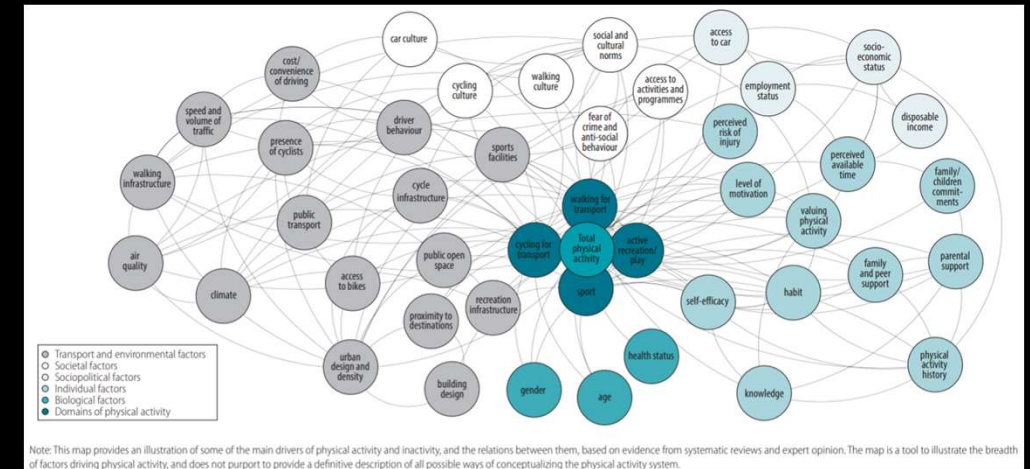 car culture
social and
cultural
norms
access
to car
socio-
economic
status
cost/
convenience
of driving
cycling
culture
walking
culture
access to
activities and
programmes
employment
status
speed and
volume of
traffic
driver
behaviour
fear of
crime and
anti-social
behaviour
perceived
risk of
injury
disposable
income
presence
of cyclists
sports
facilities
perceived
available
time
walking
infrastructure
cycle
infrastructure
level of
motivation
family/
children
commit-
ments
public
transport
walking for
transport
valuing
physical
activity
air
quality
public open
space
cycling for
transport
Total
physical
activity
active
recreation/
play
family
and peer
support
parental
support
climate
access
to bikes
recreation
infrastructure
sport
self-efficacy
habit
proximity to
destinations
urban
design and
density
building
design
gender
age
health status
knowledge
physical
activity
history
Transport and environmental factors
Societal factors
Sociopolitical factors
Individual factors
Biological factors
Domains of physical activity
Note: This map provides an illustration of some of the main drivers of physical activity and inactivity, and the relations between them, based on evidence from systematic reviews and expert opinion. The map is a tool to illustrate the breadth
of factors driving physical activity, and does not purport to provide a definitive description of all possible ways of conceptualizing the physical activity system.